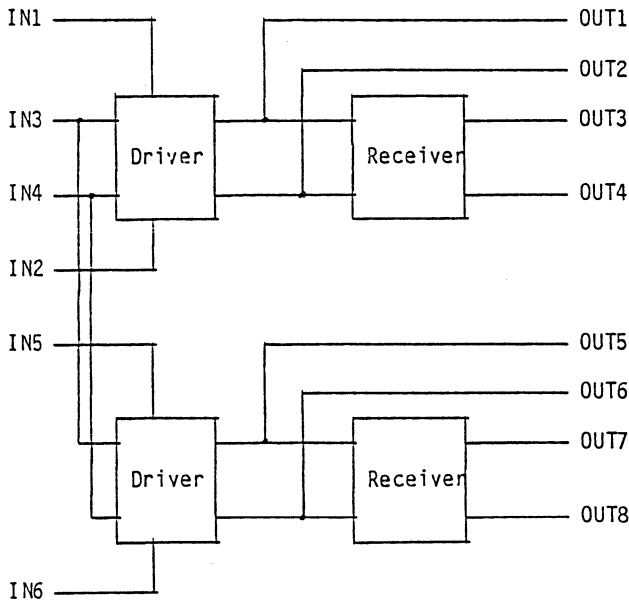 IN1
OUT1
OUT2
IN3
OUT3
Driver
Receiver
IN4
OUT4
IN2
IN5
OUT5
OUT6
OUT7
Driver
Receiver
OUT8
IN6